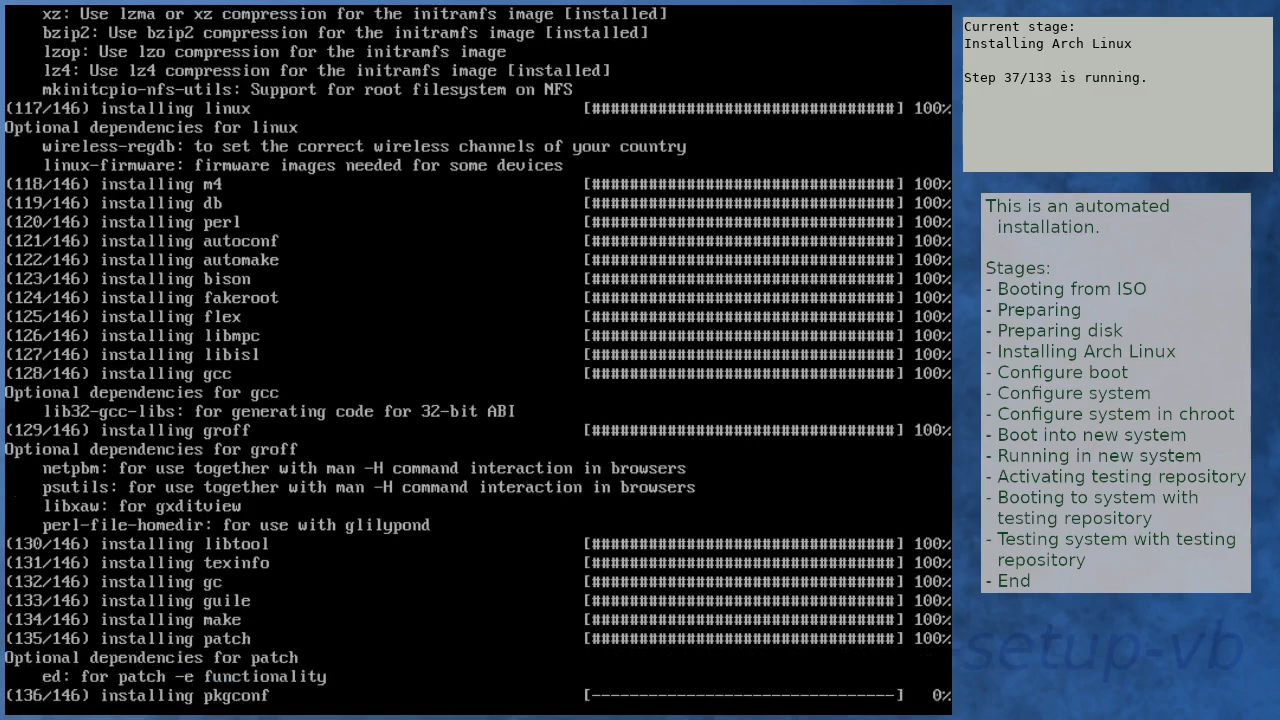 xz: Use lzma or xz compression for the initramfs image [installed]
bzip2: Use bzip2 compression for the initramfs image [installed]
lzop: Use lzo compression for the initramfs image
lz4: Use lz4 compression for the initramfs image [installed]
mkinitcpio-nfs-utils: Support for root filesystem on NFS
(117/146) installing linux [################################] 100%
Optional dependencies for linux
wireless-regdb: to set the correct wireless channels of your country
linux-firmware: firmware images needed for some devices
(118/146) installing m4 [################################] 100%
(119/146) installing db [################################] 100%
(120/146) installing perl [################################] 100%
(121/146) installing autoconf [################################] 100%
(122/146) installing automake [################################] 100%
(123/146) installing bison [################################] 100%
(124/146) installing fakeroot [################################] 100%
(125/146) installing flex [################################] 100%
(126/146) installing libmpc [################################] 100%
(127/146) installing libisl [################################] 100%
(128/146) installing gcc [################################] 100%
Optional dependencies for gcc
lib32-gcc-libs: for generating code for 32-bit ABI
(129/146) installing groff [################################] 100%
Optional dependencies for groff
netpbm: for use together with man -H command interaction in browsers
psutils: for use together with man -H command interaction in browsers
libxaw: for gxditview
perl-file-homedir: for use with glilypond
(130/146) installing libtool [################################] 100%
(131/146) installing texinfo [################################] 100%
(132/146) installing gc [################################] 100%
(133/146) installing guile [################################] 100%
(134/146) installing make [################################] 100%
(135/146) installing patch [################################] 100%
Optional dependencies for patch
ed: for patch -e functionality
(136/146) installing pkgconf [--------------------------------] 0%
Current stage:
Installing Arch Linux
Step 37/133 is running.
This is an automated
installation.
Stages:
- Booting from ISO
- Preparing
- Preparing disk
- Installing Arch Linux
- Configure boot
- Configure system
- Configure system in chroot
- Boot into new system
- Running in new system
- Activating testing repository
- Booting to system with
testing repository
- Testing system with testing
repository
- End
setup-vb